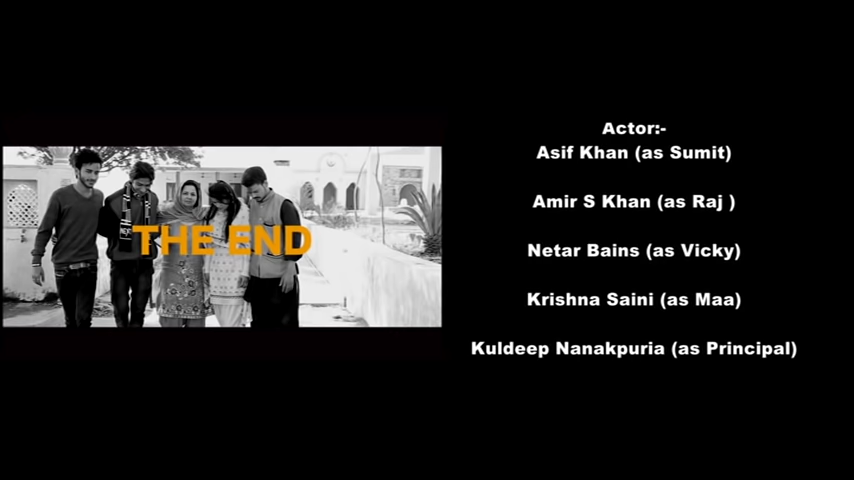 THE END
Actor:-
Asif Khan (as Sumit)
Amir S Khan (as Raj )
Netar Bains (as Vicky)
Krishna Saini (as Maa)
Kuldeep Nanakpuria (as Principal)